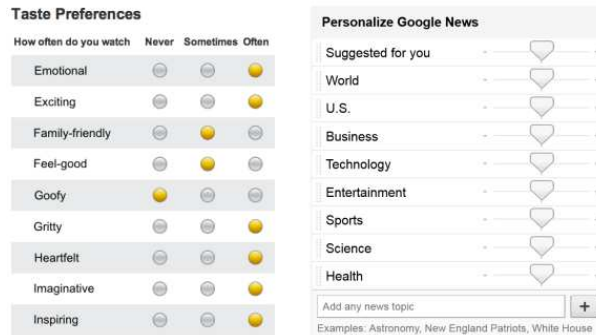 Taste Preferences
How often do you watch Never Sometimes Often
Emotional
Exciting
Family-friendly
Feel-good
Goofy
Gritty
Heartfelt
Imaginative
Inspiring
Personalize Google News
Suggested for you
World
U.S.
Business
Technology
Entertainment
Sports
Science
Health
Add any news topic +
Examples: Astronomy, New England Patriots, White House